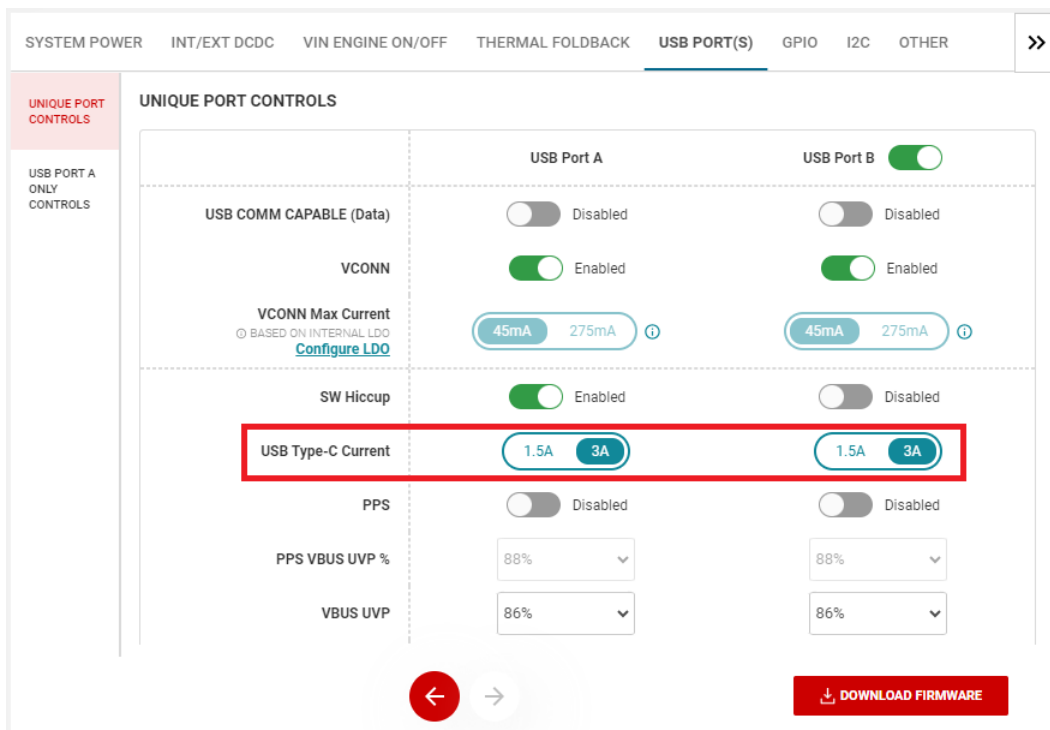 SYSTEM POWER INT/EXT DCDC VIN ENGINE ON/OFF THERMAL FOLDBACK USB PORT(S) GPIO I2C OTHER »
UNIQUE PORT
CONTROLS
USB PORT A
ONLY
CONTROLS
UNIQUE PORT CONTROLS
USB Port A USB Port B
USB COMM CAPABLE (Data) Disabled Disabled
VCONN Enabled Enabled
VCONN Max Current
BASED ON INTERNAL LDO
Configure LDO
45mA 275mA 45mA 275mA
SW Hiccup Enabled Disabled
USB Type-C Current 1.5A 3A 1.5A 3A
PPS Disabled Disabled
PPS VBUS UVP % 88% 88%
VBUS UVP 86% 86%
DOWNLOAD FIRMWARE